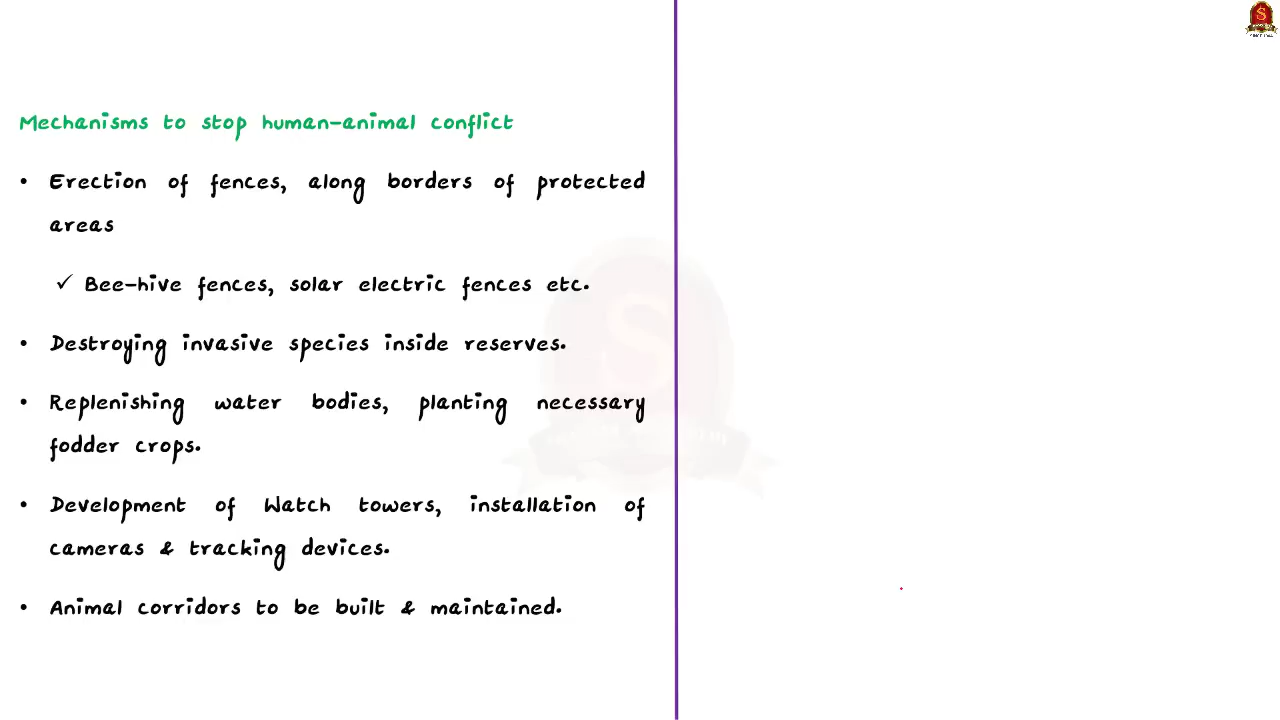 Mechanisms to stop human-animal conflict
• Erection of fences, along borders of protected
areas
✓ Bee-hive fences, solar electric fences etc.
• Destroying invasive species inside reserves.
• Replenishing water bodies, planting necessary
fodder crops.
• Development of Watch towers, installation of
cameras & tracking devices.
• Animal corridors to be built & maintained.
S